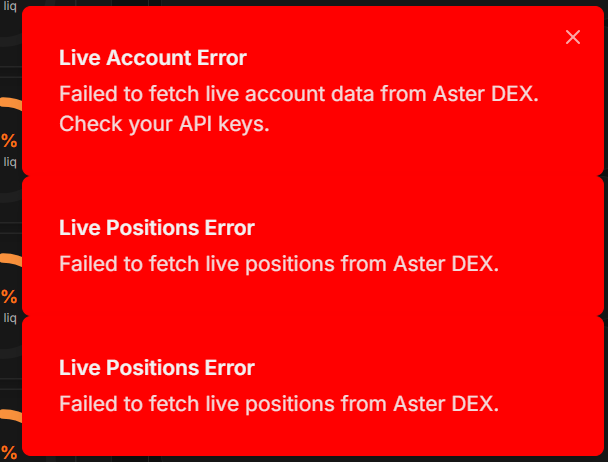 liq
Live Account Error
Failed to fetch live account data from Aster DEX.
Check your API keys.
%
liq
Live Positions Error
Failed to fetch live positions from Aster DEX.
%
liq
Live Positions Error
Failed to fetch live positions from Aster DEX.
%